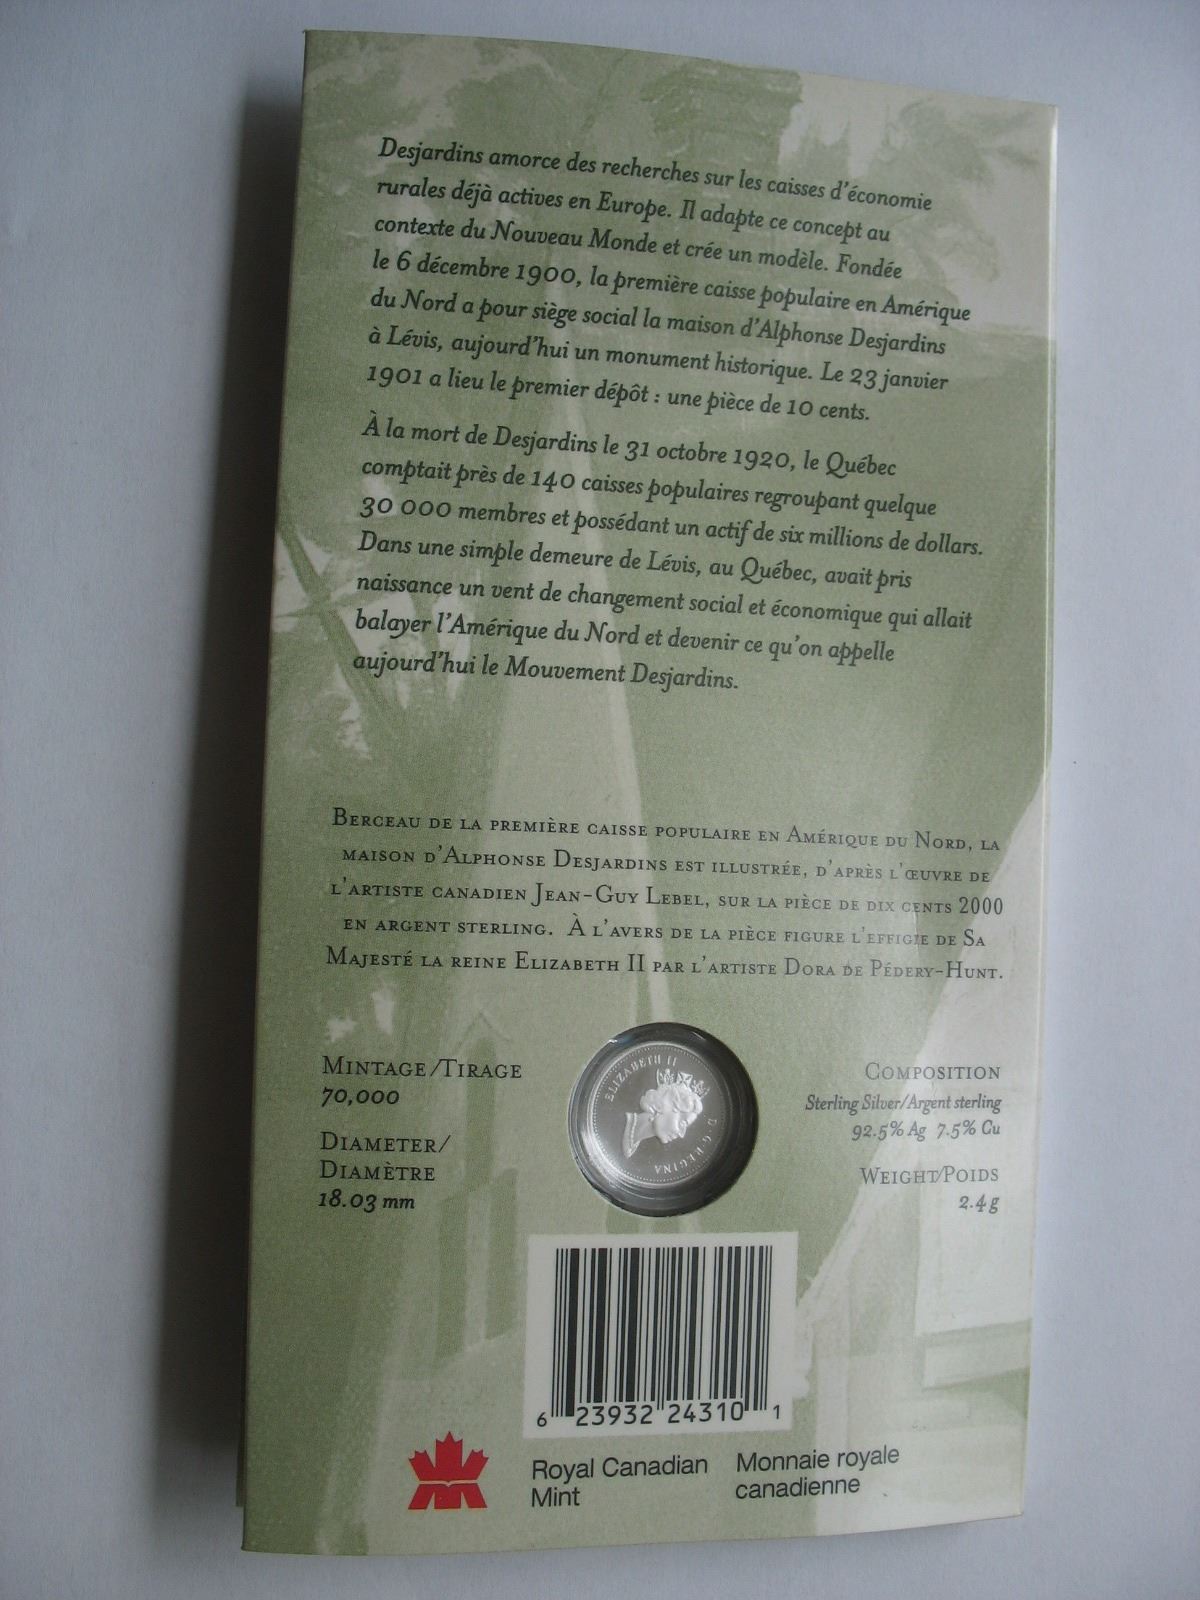 Desjardins amorce des recherches sur les caisses d'économie
rurales déjà actives en Europe. Il adapte ce concept au
contexte du Nouveau Monde et crée un modèle. Fondée
le 6 décembre 1900, la première caisse populaire en Amérique
du Nord a pour siège social la maison d'Alphonse Desjardins
à Lévis, aujourd'hui un monument historique. Le 23 janvier
1901 a lieu le premier dépôt : une pièce de 10 cents.
À la mort de Desjardins le 31 octobre 1920, le Québec
comptait près de 140 caisses populaires regroupant quelque
30 000 membres et possédant un actif de six millions de dollars.
Dans une simple demeure de Lévis, au Québec, avait pris
naissance un vent de changement social et économique qui allait
balayer l'Amérique du Nord et devenir ce qu'on appelle
aujourd'hui le Mouvement Desjardins.
Berceau de la première caisse populaire en Amérique du Nord, la
maison d'Alphonse Desjardins est illustrée, d'après l'œuvre de
l'artiste canadien Jean-Guy Lebel, sur la pièce de dix cents 2000
en argent sterling. À l'avers de la pièce figure l'effigie de Sa
Majesté la reine Elizabeth II par l'artiste Dora de Pédery-Hunt.
Mintage/Tirage
70,000
Diameter/
Diamètre
18.03 mm
ELIZABETH II
D·G·REGINA
Composition
Sterling Silver/Argent sterling
92.5% Ag 7.5% Cu
Weight/Poids
2.4 g
6 23932 24310 1
Royal Canadian
Mint
Monnaie royale
canadienne